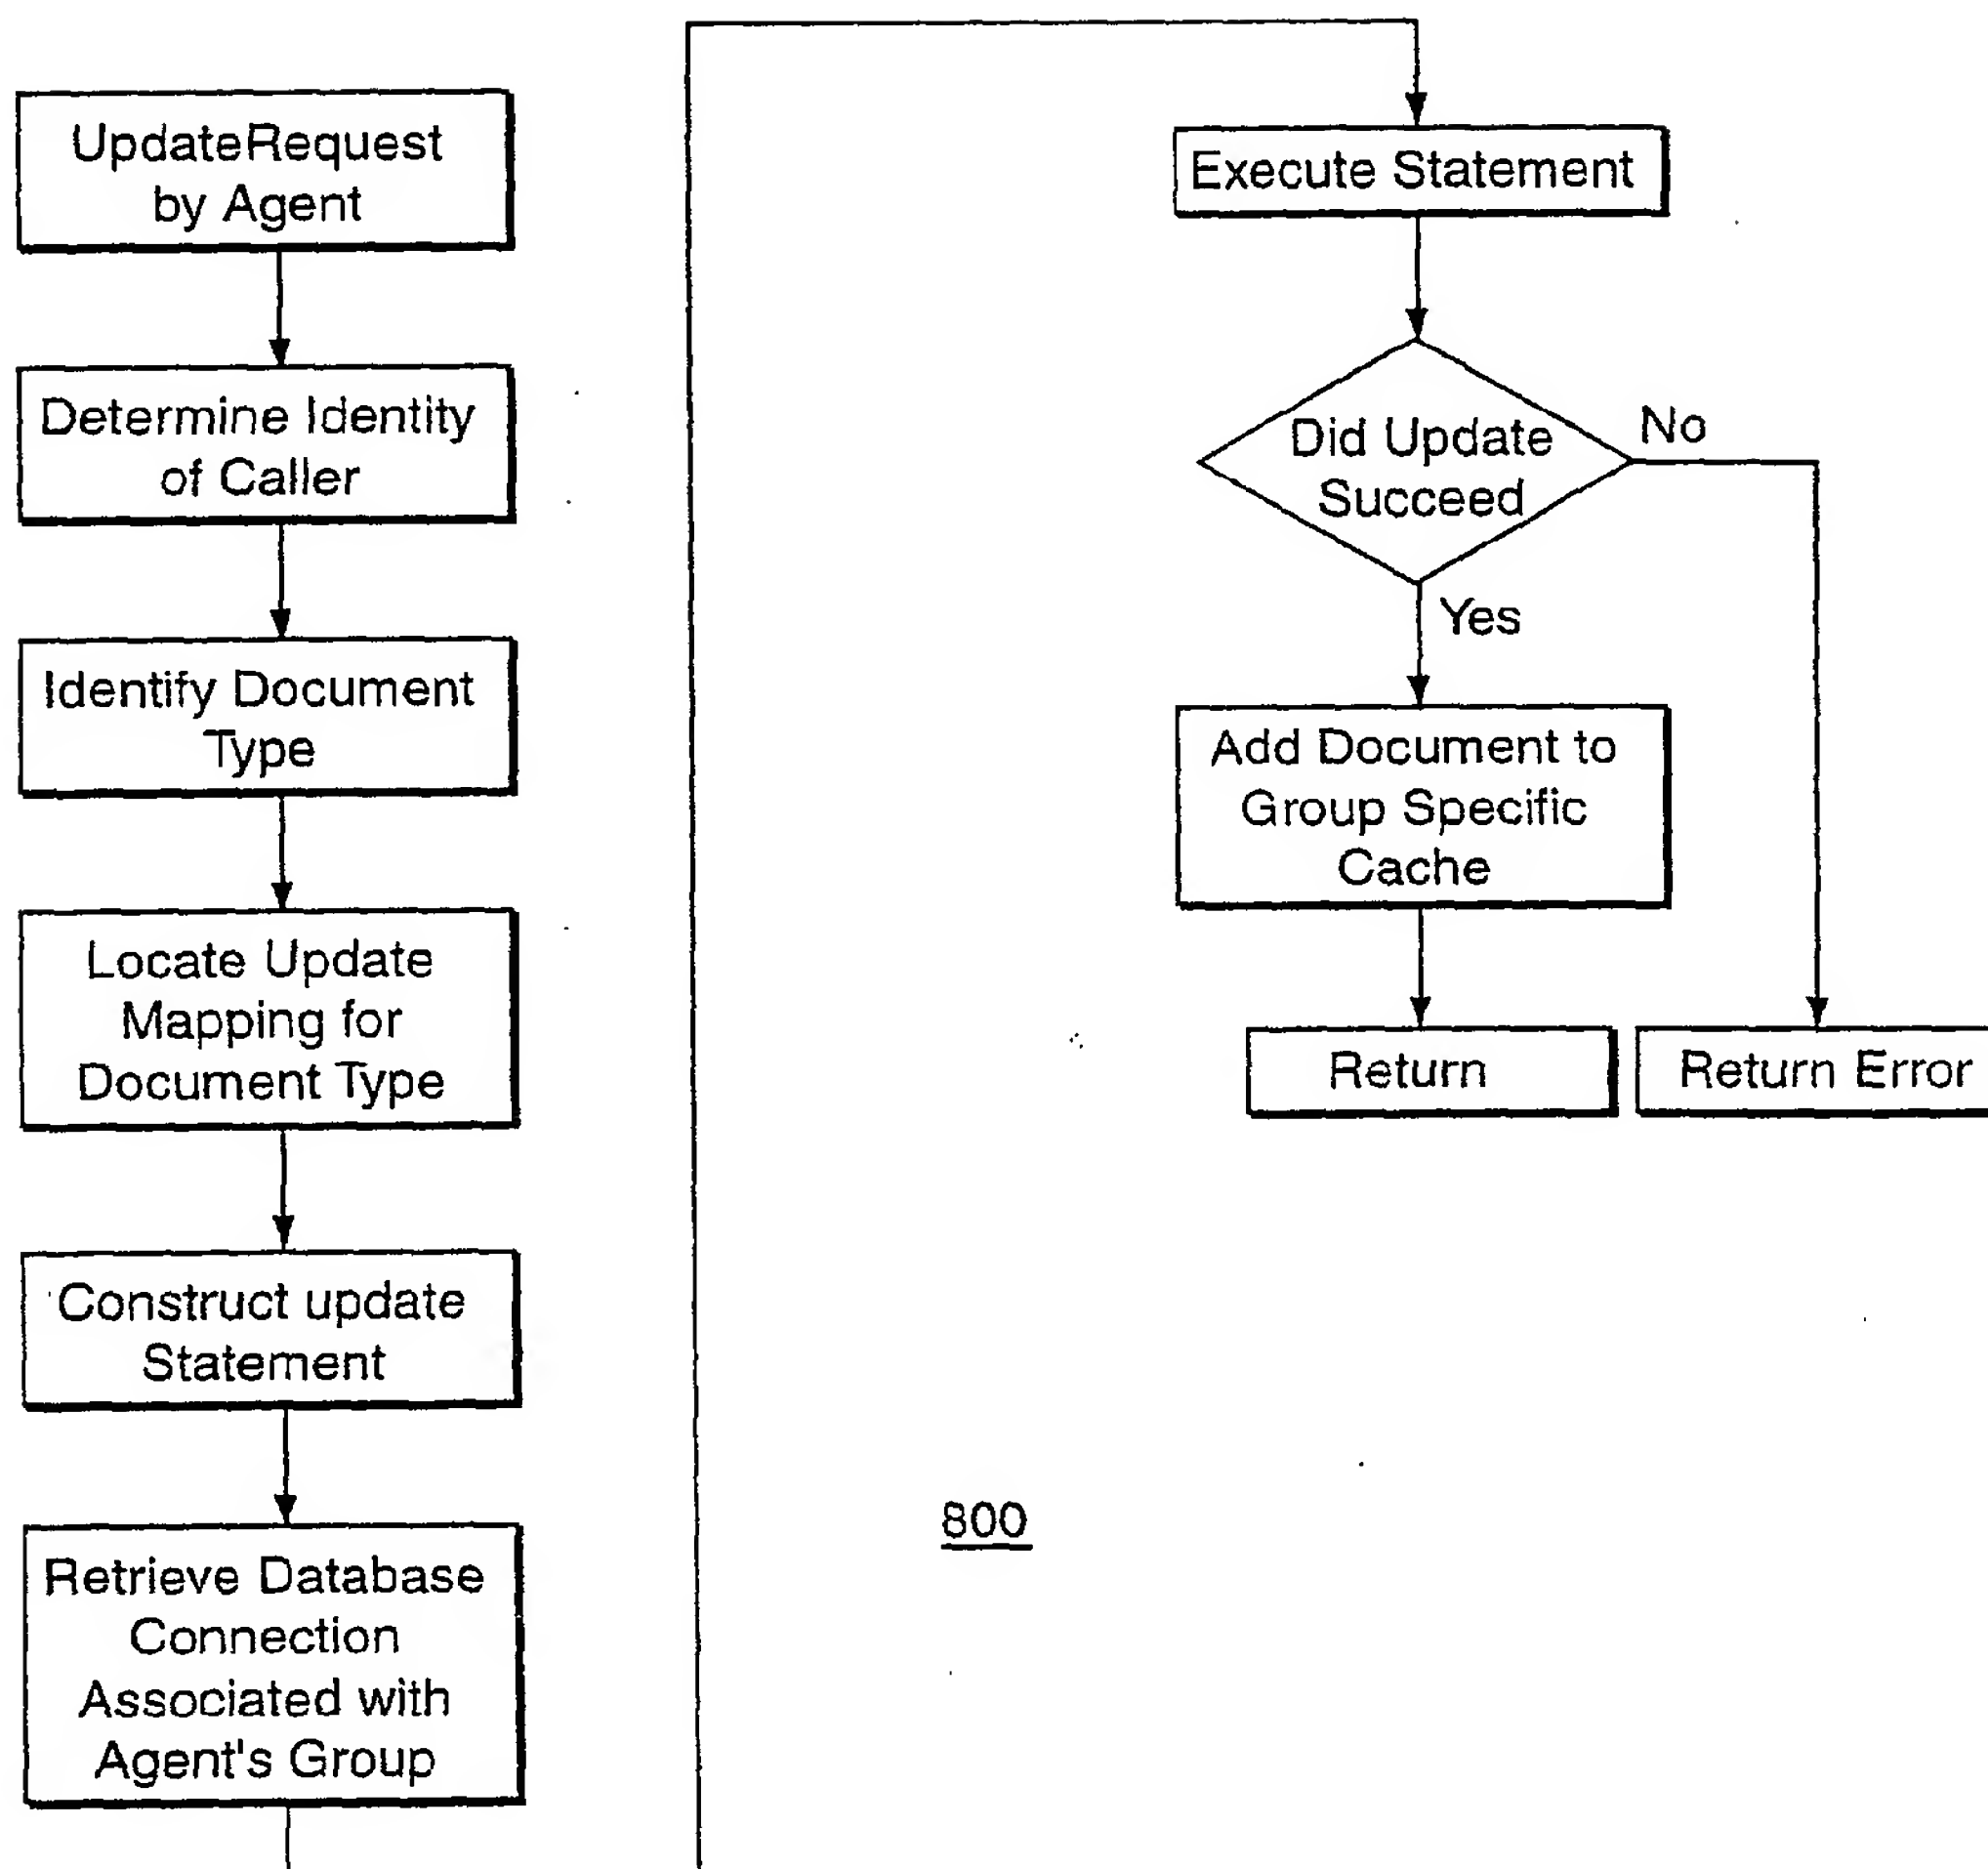 UpdateRequest
by Agent
Determine Identity
of Caller
Identify Document
Type
Locate Update
Mapping for
Document Type
Construct update
Statement
Retrieve Database
Connection
Associated with
Agent's Group
Execute Statement
Did Update
Succeed
No
Yes
Add Document to
Group Specific
Cache
Return
Return Error
800